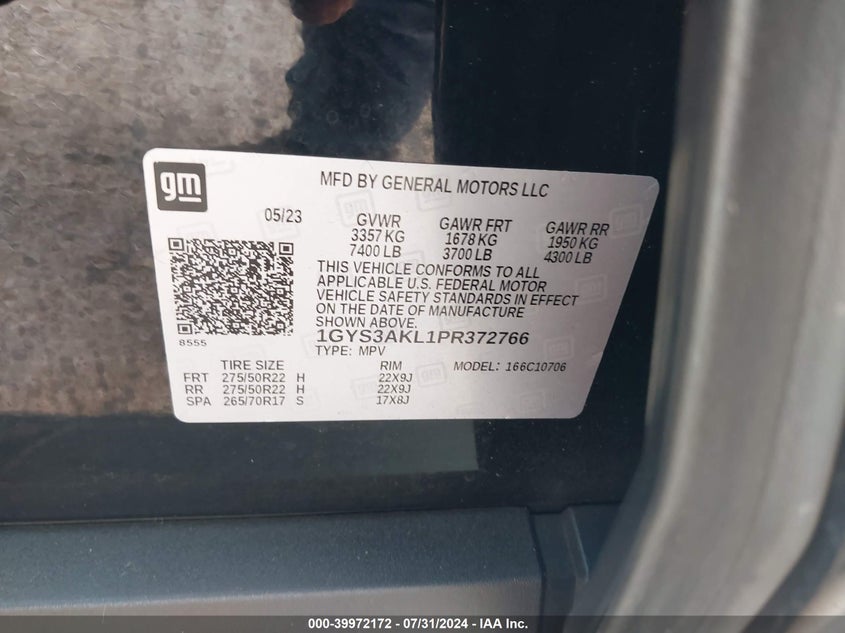 gm
MFD BY GENERAL MOTORS LLC
05/23
GVWR GAWR FRT GAWR RR
3357 KG 1678 KG 1950 KG
7400 LB 3700 LB 4300 LB
THIS VEHICLE CONFORMS TO ALL
APPLICABLE U.S. FEDERAL MOTOR
VEHICLE SAFETY STANDARDS IN EFFECT
ON THE DATE OF MANUFACTURE
SHOWN ABOVE.
8555
1GYS3AKL1PR372766
TYPE: MPV
TIRE SIZE RIM MODEL: 166C10706
FRT 275/50R22 H 22X9J
RR 275/50R22 H 22X9J
SPA 265/70R17 S 17X8J
000-39972172 - 07/31/2024 - IAA Inc.